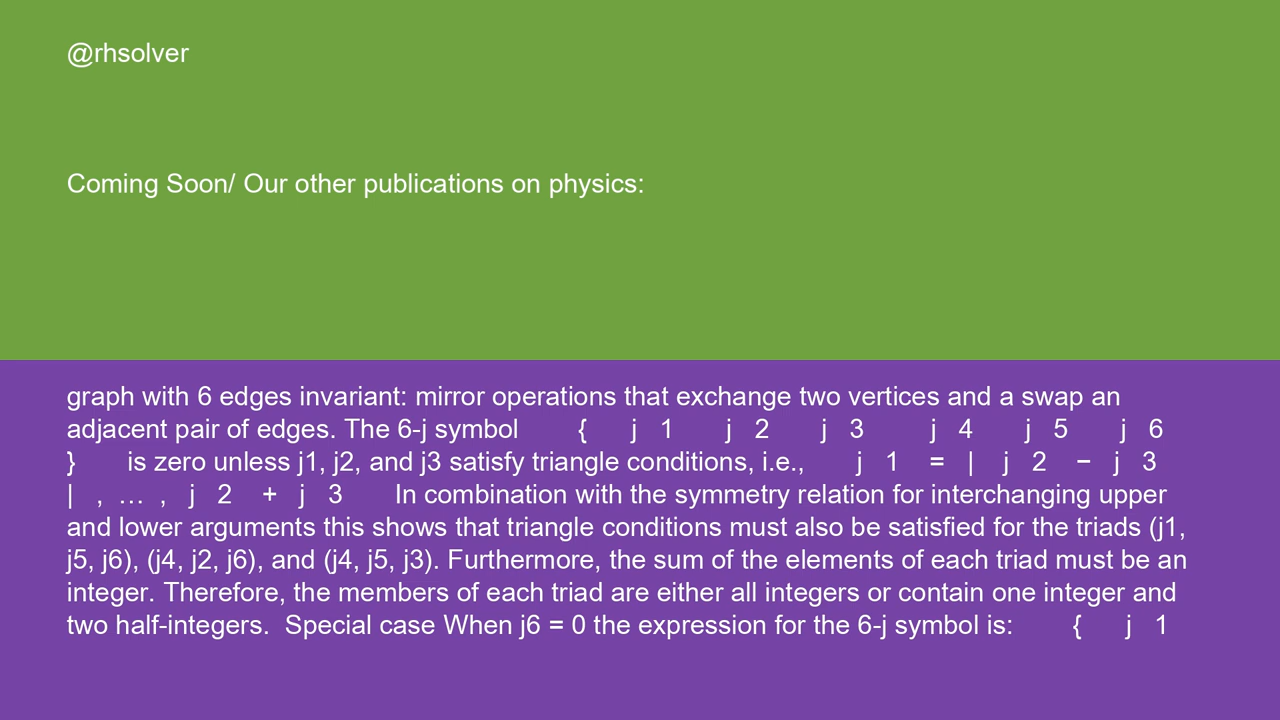 @rhsolver
Coming Soon/ Our other publications on physics:
graph with 6 edges invariant: mirror operations that exchange two vertices and a swap an
adjacent pair of edges. The 6-j symbol { j 1 j 2 j 3 j 4 j 5 j 6
} is zero unless j1, j2, and j3 satisfy triangle conditions, i.e., j 1 = | j 2 − j 3
| , … , j 2 + j 3 In combination with the symmetry relation for interchanging upper
and lower arguments this shows that triangle conditions must also be satisfied for the triads (j1,
j5, j6), (j4, j2, j6), and (j4, j5, j3). Furthermore, the sum of the elements of each triad must be an
integer. Therefore, the members of each triad are either all integers or contain one integer and
two half-integers. Special case When j6 = 0 the expression for the 6-j symbol is: { j 1